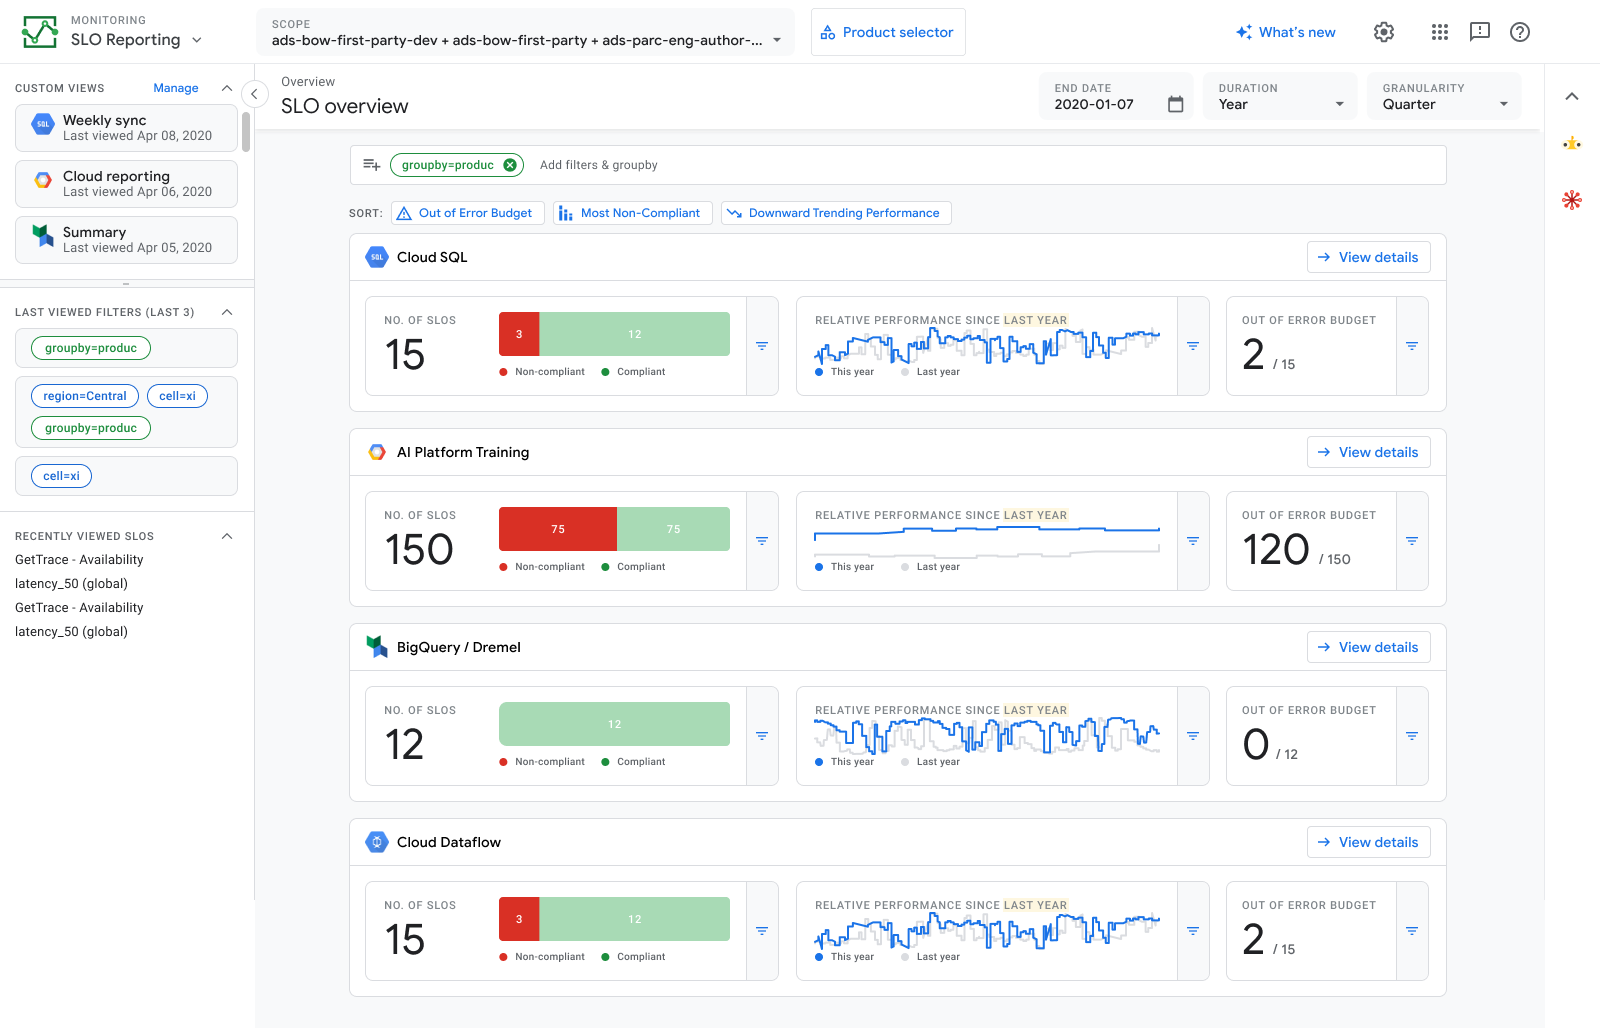 MONITORING
SLO Reporting
SCOPE
ads-bow-first-party-dev + ads-bow-first-party + ads-parc-eng-author-...
Product selector
What's new
CUSTOM VIEWS
Manage
SQL
Weekly sync
Last viewed Apr 08, 2020
Cloud reporting
Last viewed Apr 06, 2020
Summary
Last viewed Apr 05, 2020
LAST VIEWED FILTERS (LAST 3)
groupby=produc
region=Central
cell=xi
groupby=produc
cell=xi
RECENTLY VIEWED SLOS
GetTrace - Availability
latency_50 (global)
GetTrace - Availability
latency_50 (global)
Overview
SLO overview
END DATE
2020-01-07
DURATION
Year
GRANULARITY
Quarter
groupby=produc
Add filters & groupby
SORT:
Out of Error Budget
Most Non-Compliant
Downward Trending Performance
SQL
Cloud SQL
View details
NO. OF SLOS
15
3
12
Non-compliant
Compliant
RELATIVE PERFORMANCE SINCE LAST YEAR
This year
Last year
OUT OF ERROR BUDGET
2 / 15
AI Platform Training
View details
NO. OF SLOS
150
75
75
Non-compliant
Compliant
RELATIVE PERFORMANCE SINCE LAST YEAR
This year
Last year
OUT OF ERROR BUDGET
120 / 150
BigQuery / Dremel
View details
NO. OF SLOS
12
12
Non-compliant
Compliant
RELATIVE PERFORMANCE SINCE LAST YEAR
This year
Last year
OUT OF ERROR BUDGET
0 / 12
Cloud Dataflow
View details
NO. OF SLOS
15
3
12
Non-compliant
Compliant
RELATIVE PERFORMANCE SINCE LAST YEAR
This year
Last year
OUT OF ERROR BUDGET
2 / 15